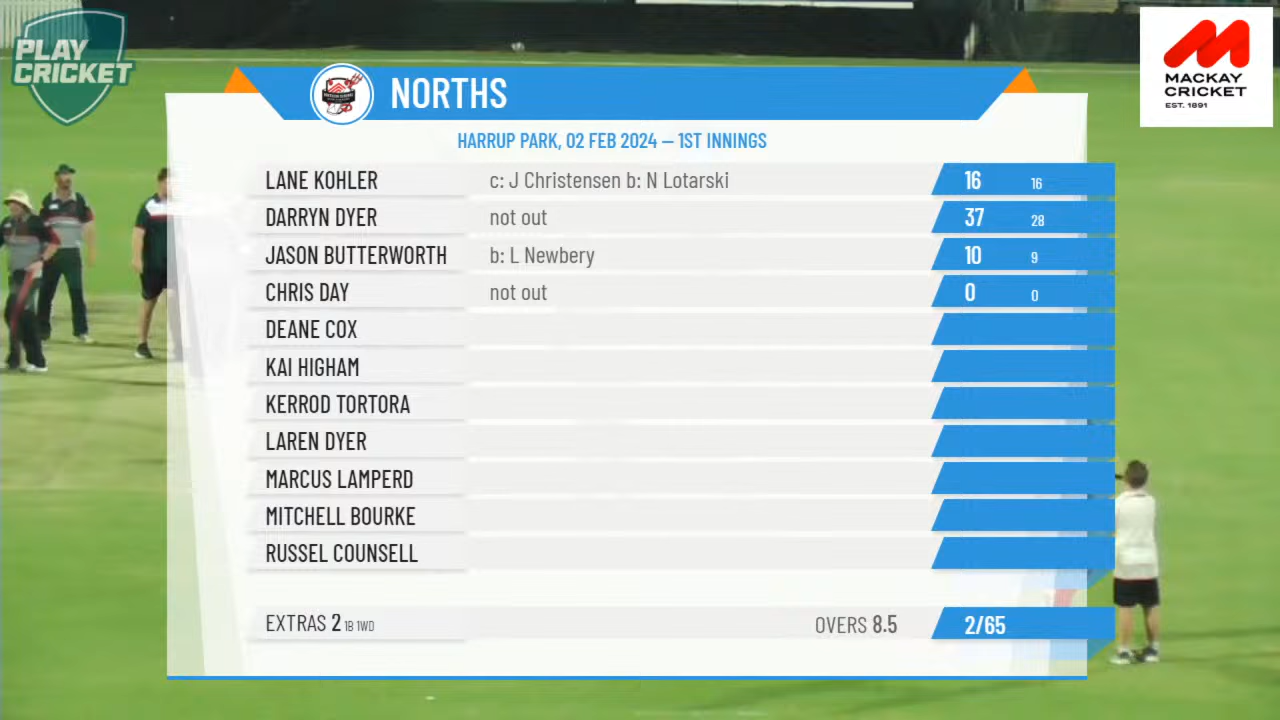 PLAY
CRICKET
MACKAY
CRICKET
EST. 1891
NORTHS
HARRUP PARK, 02 FEB 2024 – 1ST INNINGS
LANE KOHLER c: J Christensen b: N Lotarski 16 16
DARRYN DYER not out 37 28
JASON BUTTERWORTH b: L Newbery 10 9
CHRIS DAY not out 0 0
DEANE COX
KAI HIGHAM
KERROD TORTORA
LAREN DYER
MARCUS LAMPERD
MITCHELL BOURKE
RUSSEL COUNSELL
EXTRAS 2 1B 1WD OVERS 8.5 2/65